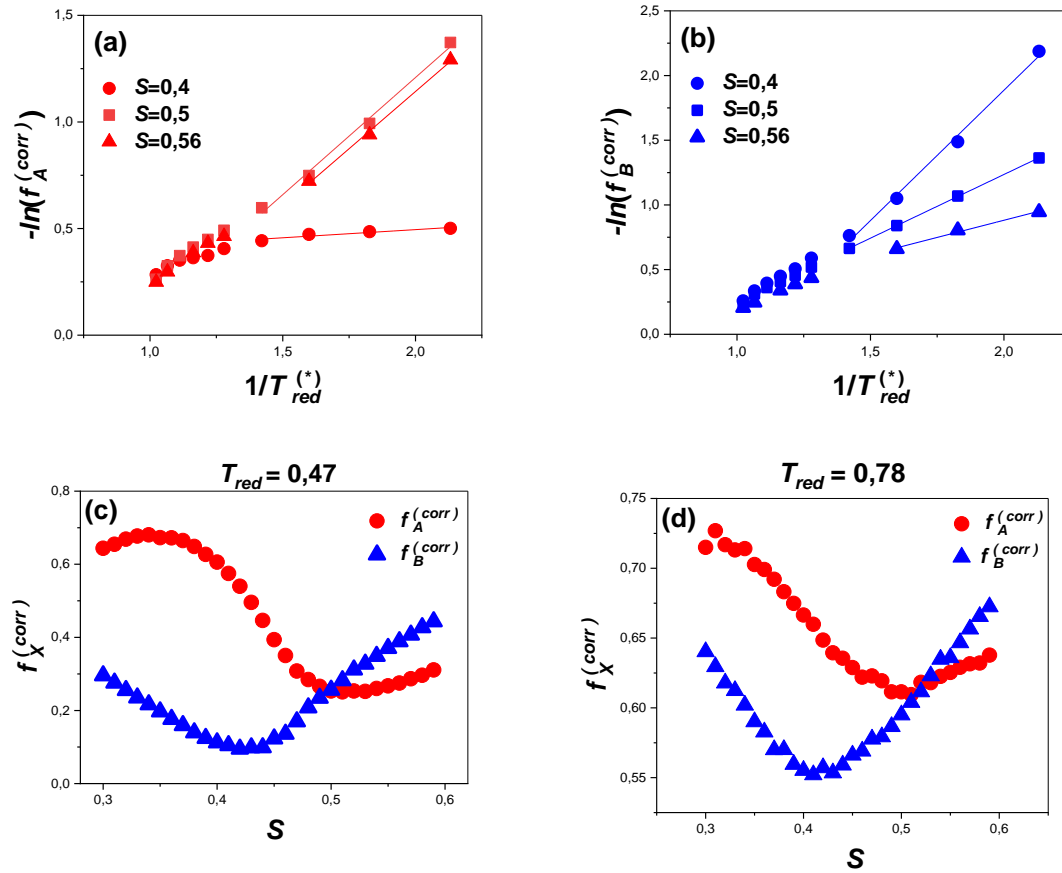 (a)
S=0,4
S=0,5
S=0,56
-ln(f_A^(corr))
1,5
1,0
0,5
0,0
1,0 1,5 2,0
1/T_red^(*)
(b)
S=0,4
S=0,5
S=0,56
-ln(f_B^(corr))
2,5
2,0
1,5
1,0
0,5
0,0
1,0 1,5 2,0
1/T_red^(*)
T_red = 0,47
(c)
f_A^(corr)
f_B^(corr)
f_X^(corr)
0,8
0,6
0,4
0,2
0,0
0,3 0,4 0,5 0,6
S
T_red = 0,78
(d)
f_A^(corr)
f_B^(corr)
f_X^(corr)
0,75
0,70
0,65
0,60
0,55
0,3 0,4 0,5 0,6
S